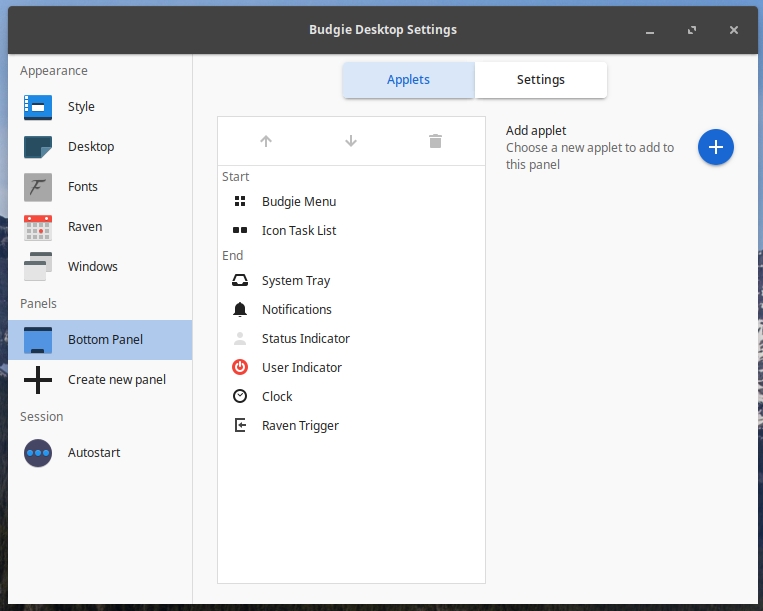 Budgie Desktop Settings
Appearance
Style
Desktop
Fonts
Raven
Windows
Panels
Bottom Panel
Create new panel
Session
Autostart
Applets
Settings
Start
Budgie Menu
Icon Task List
End
System Tray
Notifications
Status Indicator
User Indicator
Clock
Raven Trigger
Add applet
Choose a new applet to add to
this panel